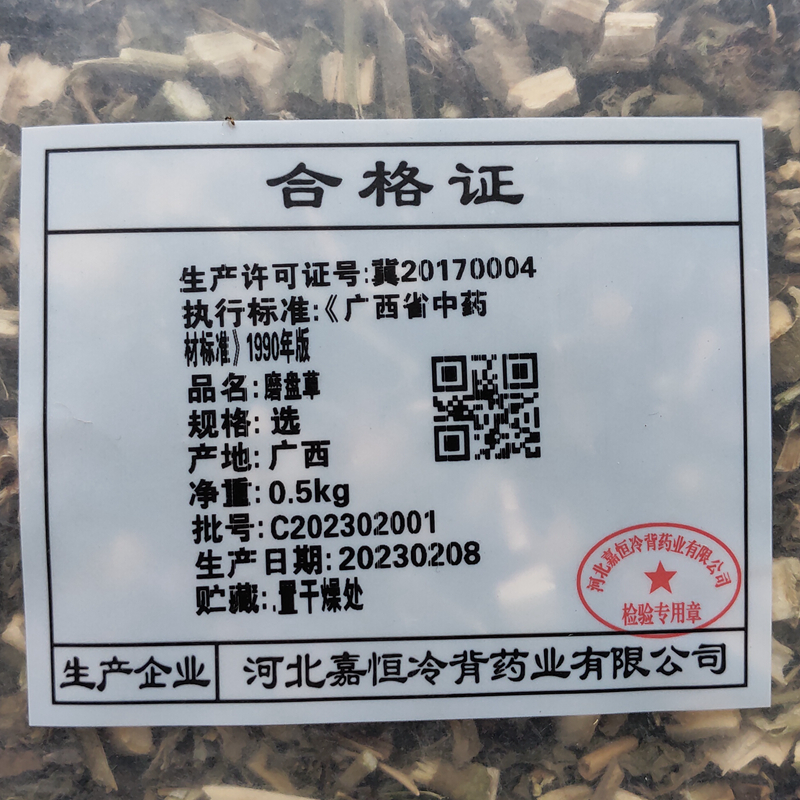 合格证
生产许可证号:冀20170004
执行标准:《广西省中药
材标准》1990年版
品名:磨盘草
规格:选
产地:广西
净重:0.5kg
批号:C202302001
生产日期:20230208
贮藏:.置干燥处
河北嘉恒冷背药业有限公司
检验专用章
生产企业 河北嘉恒冷背药业有限公司